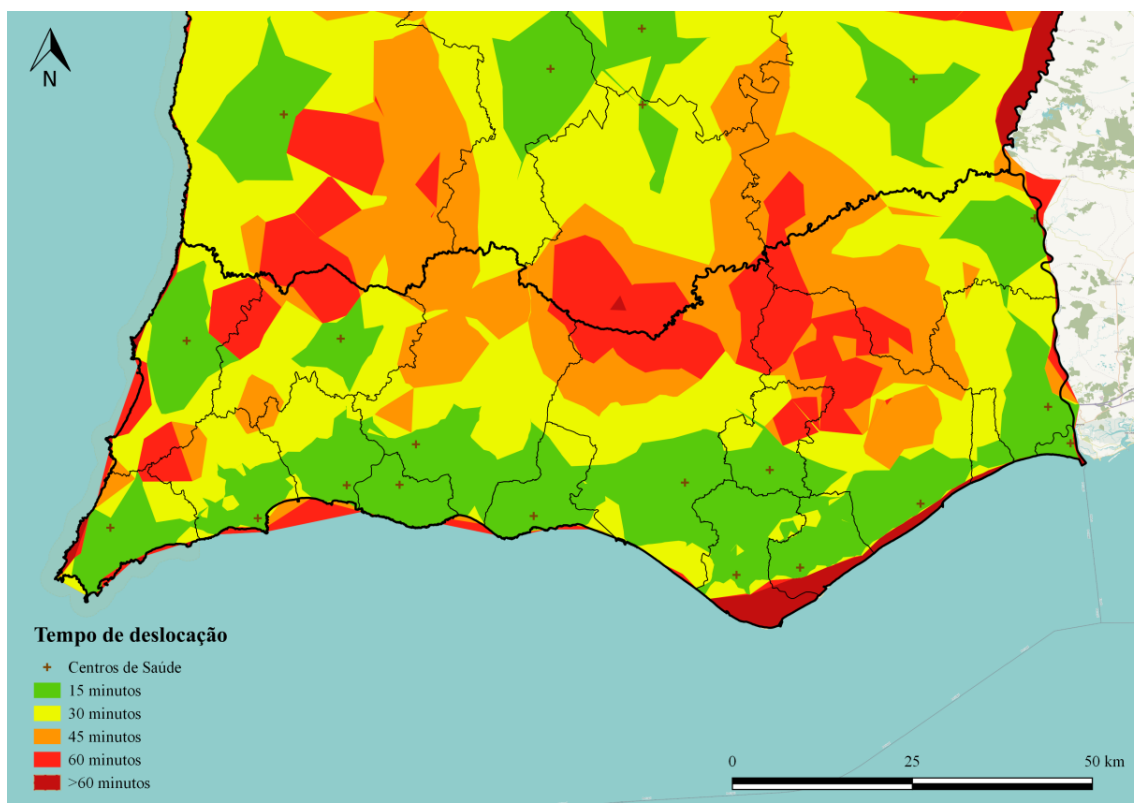 N
Tempo de deslocação
Centros de Saúde
15 minutos
30 minutos
45 minutos
60 minutos
>60 minutos
0 25 50 km